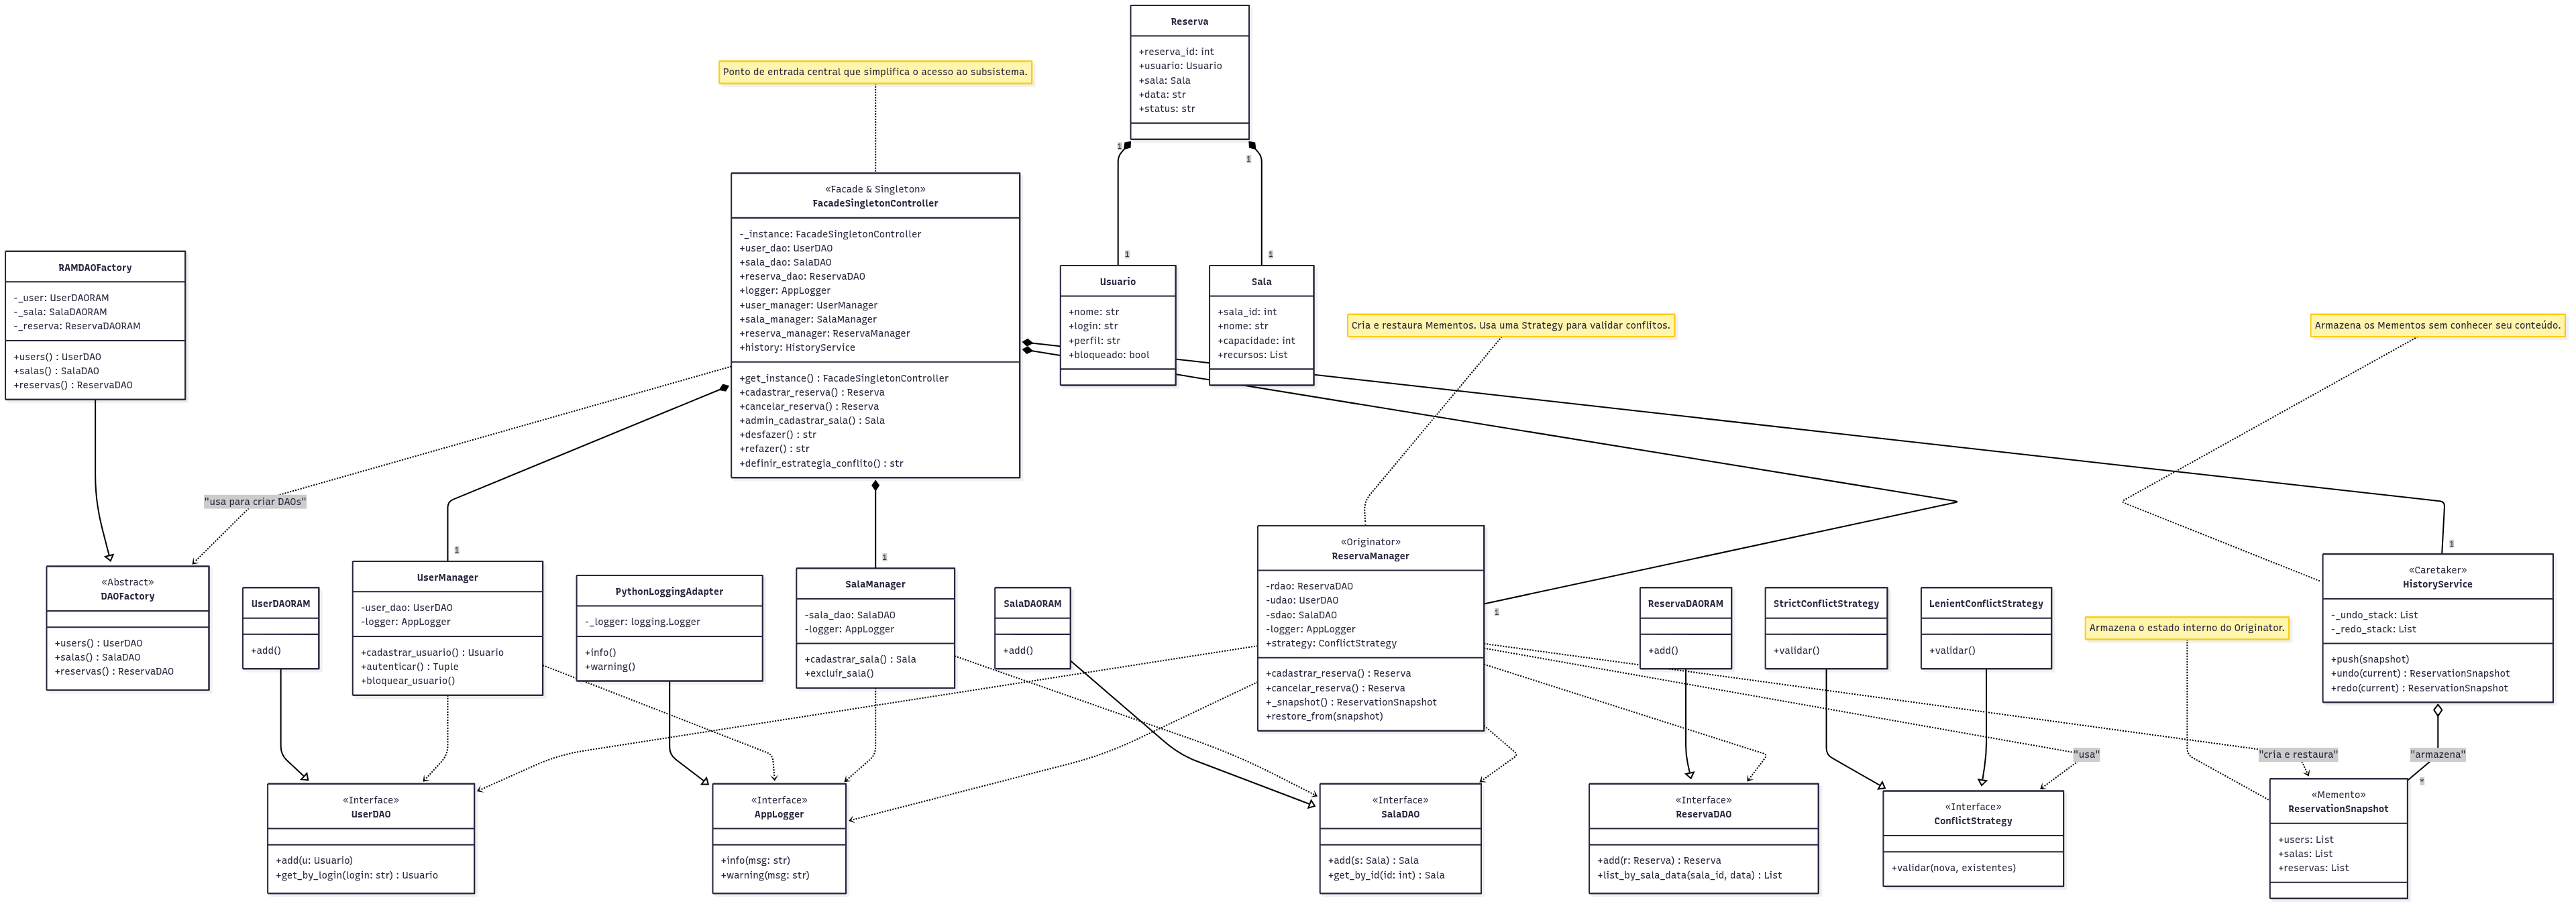 Reserva
+reserva_id: int
+usuario: Usuario
+sala: Sala
+data: str
+status: str
Ponto de entrada central que simplifica o acesso ao subsistema.
1
1
1
1
«Facade & Singleton»
FacadeSingletonController
-_instance: FacadeSingletonController
+user_dao: UserDAO
+sala_dao: SalaDAO
+reserva_dao: ReservaDAO
+logger: AppLogger
+user_manager: UserManager
+sala_manager: SalaManager
+reserva_manager: ReservaManager
+history: HistoryService
+get_instance() : FacadeSingletonController
+cadastrar_reserva() : Reserva
+cancelar_reserva() : Reserva
+admin_cadastrar_sala() : Sala
+desfazer() : str
+refazer() : str
+definir_estrategia_conflito() : str
RAMDAOFactory
-_user: UserDAORAM
-_sala: SalaDAORAM
-_reserva: ReservaDAORAM
+users() : UserDAO
+salas() : SalaDAO
+reservas() : ReservaDAO
Usuario
+nome: str
+login: str
+perfil: str
+bloqueado: bool
Sala
+sala_id: int
+nome: str
+capacidade: int
+recursos: List
Cria e restaura Mementos. Usa uma Strategy para validar conflitos.
Armazena os Mementos sem conhecer seu conteúdo.
"usa para criar DAOs"
1
1
1
1
«Abstract»
DAOFactory
+users() : UserDAO
+salas() : SalaDAO
+reservas() : ReservaDAO
UserDAORAM
+add()
UserManager
-user_dao: UserDAO
-logger: AppLogger
+cadastrar_usuario() : Usuario
+autenticar() : Tuple
+bloquear_usuario()
PythonLoggingAdapter
-_logger: logging.Logger
+info()
+warning()
SalaManager
-sala_dao: SalaDAO
-logger: AppLogger
+cadastrar_sala() : Sala
+excluir_sala()
SalaDAORAM
+add()
«Originator»
ReservaManager
-rdao: ReservaDAO
-udao: UserDAO
-sdao: SalaDAO
-logger: AppLogger
+strategy: ConflictStrategy
+cadastrar_reserva() : Reserva
+cancelar_reserva() : Reserva
+_snapshot() : ReservationSnapshot
+restore_from(snapshot)
ReservaDAORAM
+add()
StrictConflictStrategy
+validar()
LenientConflictStrategy
+validar()
Armazena o estado interno do Originator.
«Caretaker»
HistoryService
-_undo_stack: List
-_redo_stack: List
+push(snapshot)
+undo(current) : ReservationSnapshot
+redo(current) : ReservationSnapshot
"usa"
"cria e restaura"
"armazena"
*
«Interface»
UserDAO
+add(u: Usuario)
+get_by_login(login: str) : Usuario
«Interface»
AppLogger
+info(msg: str)
+warning(msg: str)
«Interface»
SalaDAO
+add(s: Sala) : Sala
+get_by_id(id: int) : Sala
«Interface»
ReservaDAO
+add(r: Reserva) : Reserva
+list_by_sala_data(sala_id, data) : List
«Interface»
ConflictStrategy
+validar(nova, existentes)
«Memento»
ReservationSnapshot
+users: List
+salas: List
+reservas: List